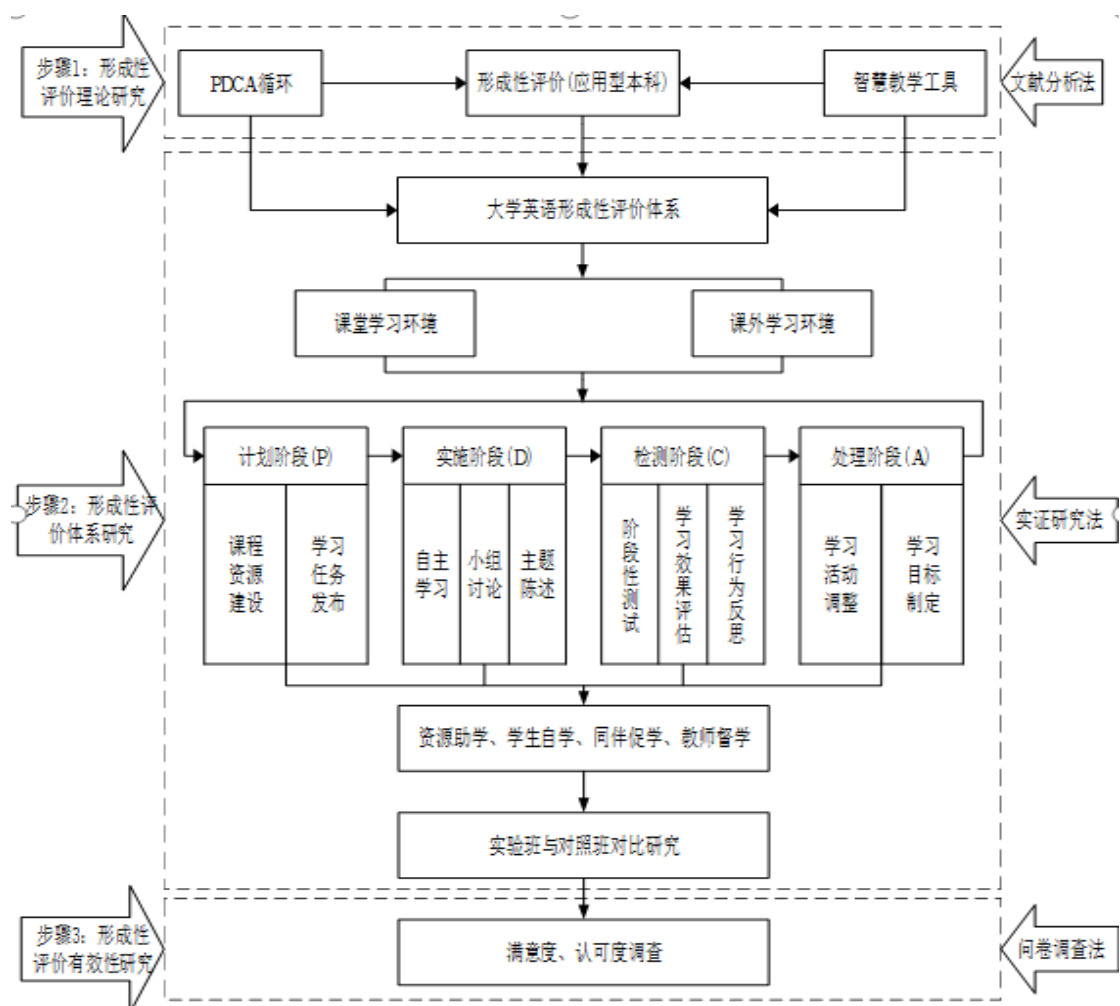 步骤1：形成性
评价理论研究
PDCA循环
形成性评价(应用型本科)
智慧教学工具
文献分析法
大学英语形成性评价体系
课堂学习环境
课外学习环境
步骤2：形成性评
价体系研究
计划阶段(P)
实施阶段(D)
检测阶段(C)
处理阶段(A)
课程
资源
建设
学习
任务
发布
自主
学习
小组
讨论
主题
陈述
阶段性测试
学习效果评估
学习行为反思
学习
活动
调整
学习
目标
制定
实证研究法
资源助学、学生自学、同伴促学、教师督学
实验班与对照班对比研究
步骤3：形成性
评价有效性研究
满意度、认可度调查
问卷调查法